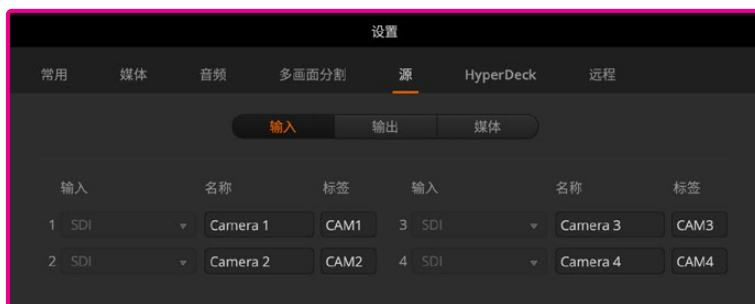 设置
常用 媒体 音频 多画面分割 源 HyperDeck 远程
输入 输出 媒体
输入 名称 标签 输入 名称 标签
1 SDI Camera 1 CAM1 3 SDI Camera 3 CAM3
2 SDI Camera 2 CAM2 4 SDI Camera 4 CAM4